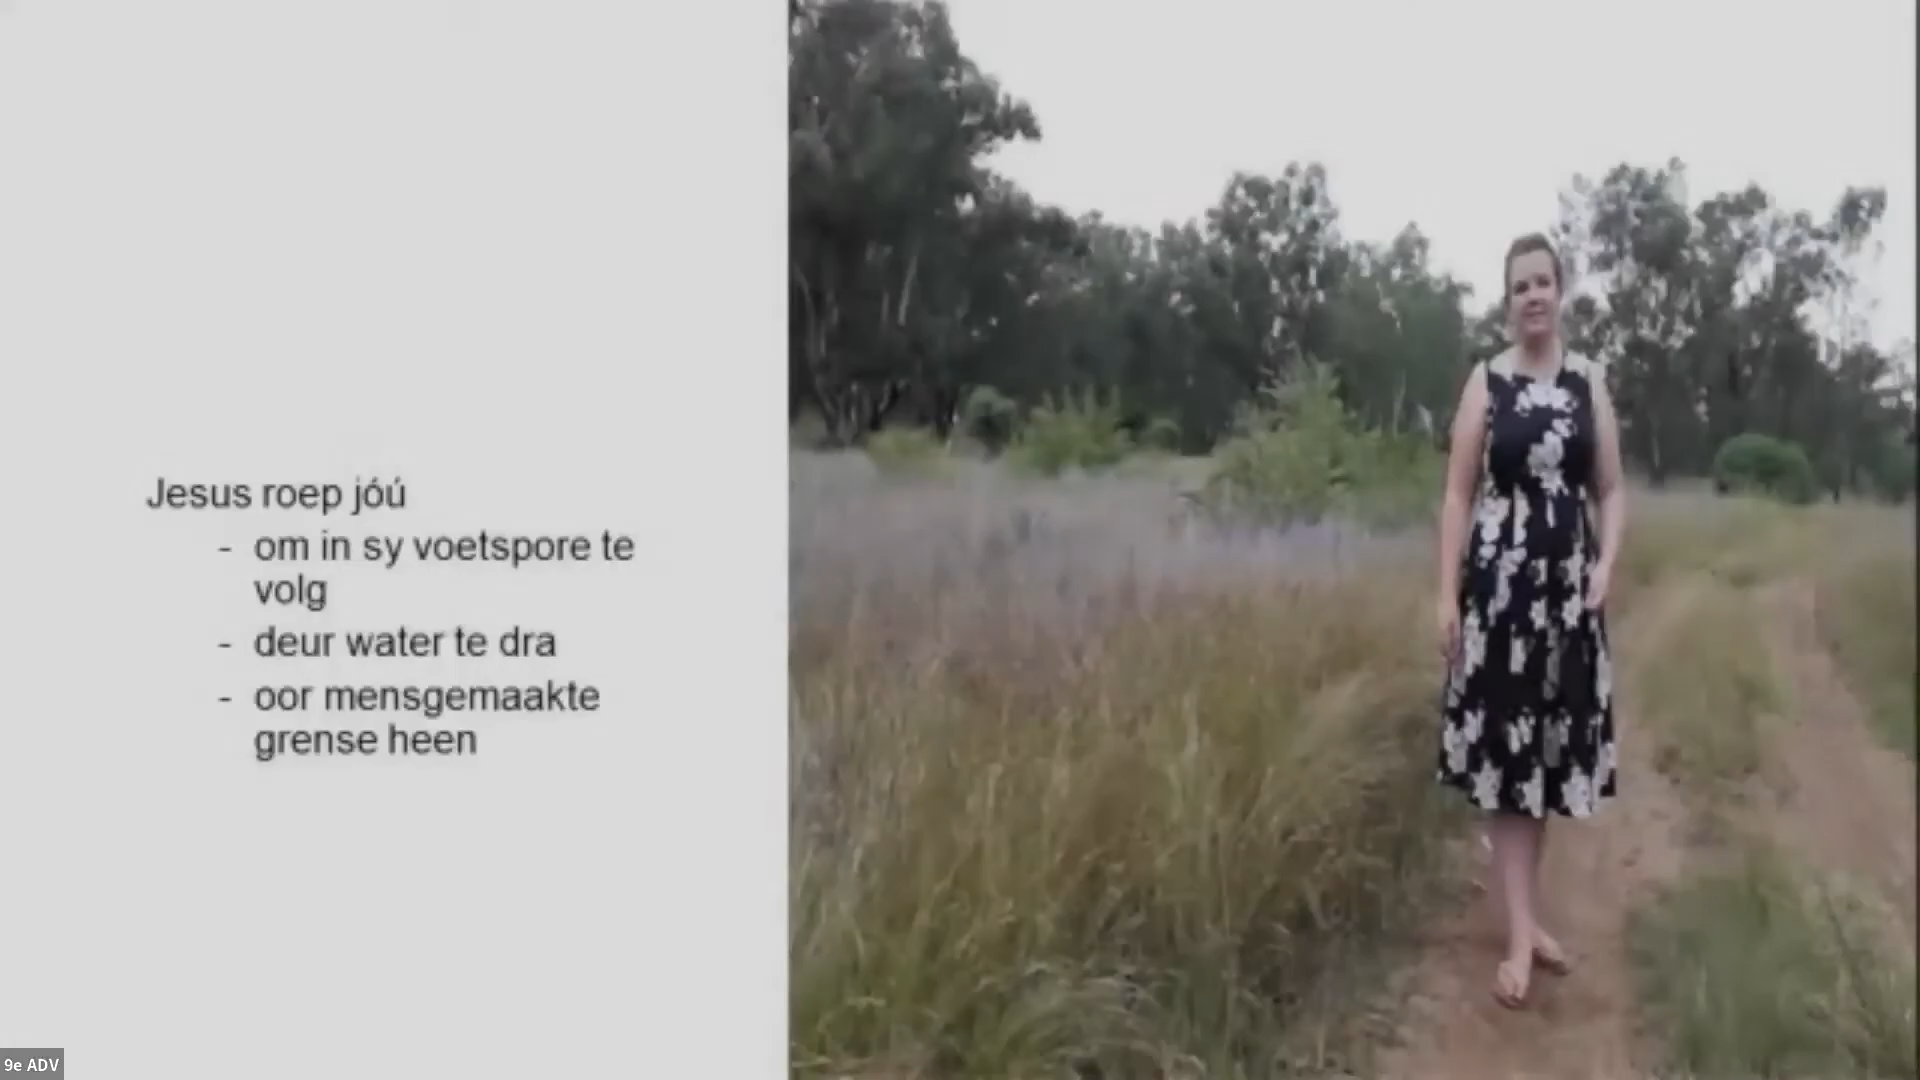 Jesus roep jóú
- om in sy voetspore te
volg
- deur water te dra
- oor mensgemaakte
grense heen
9e ADV